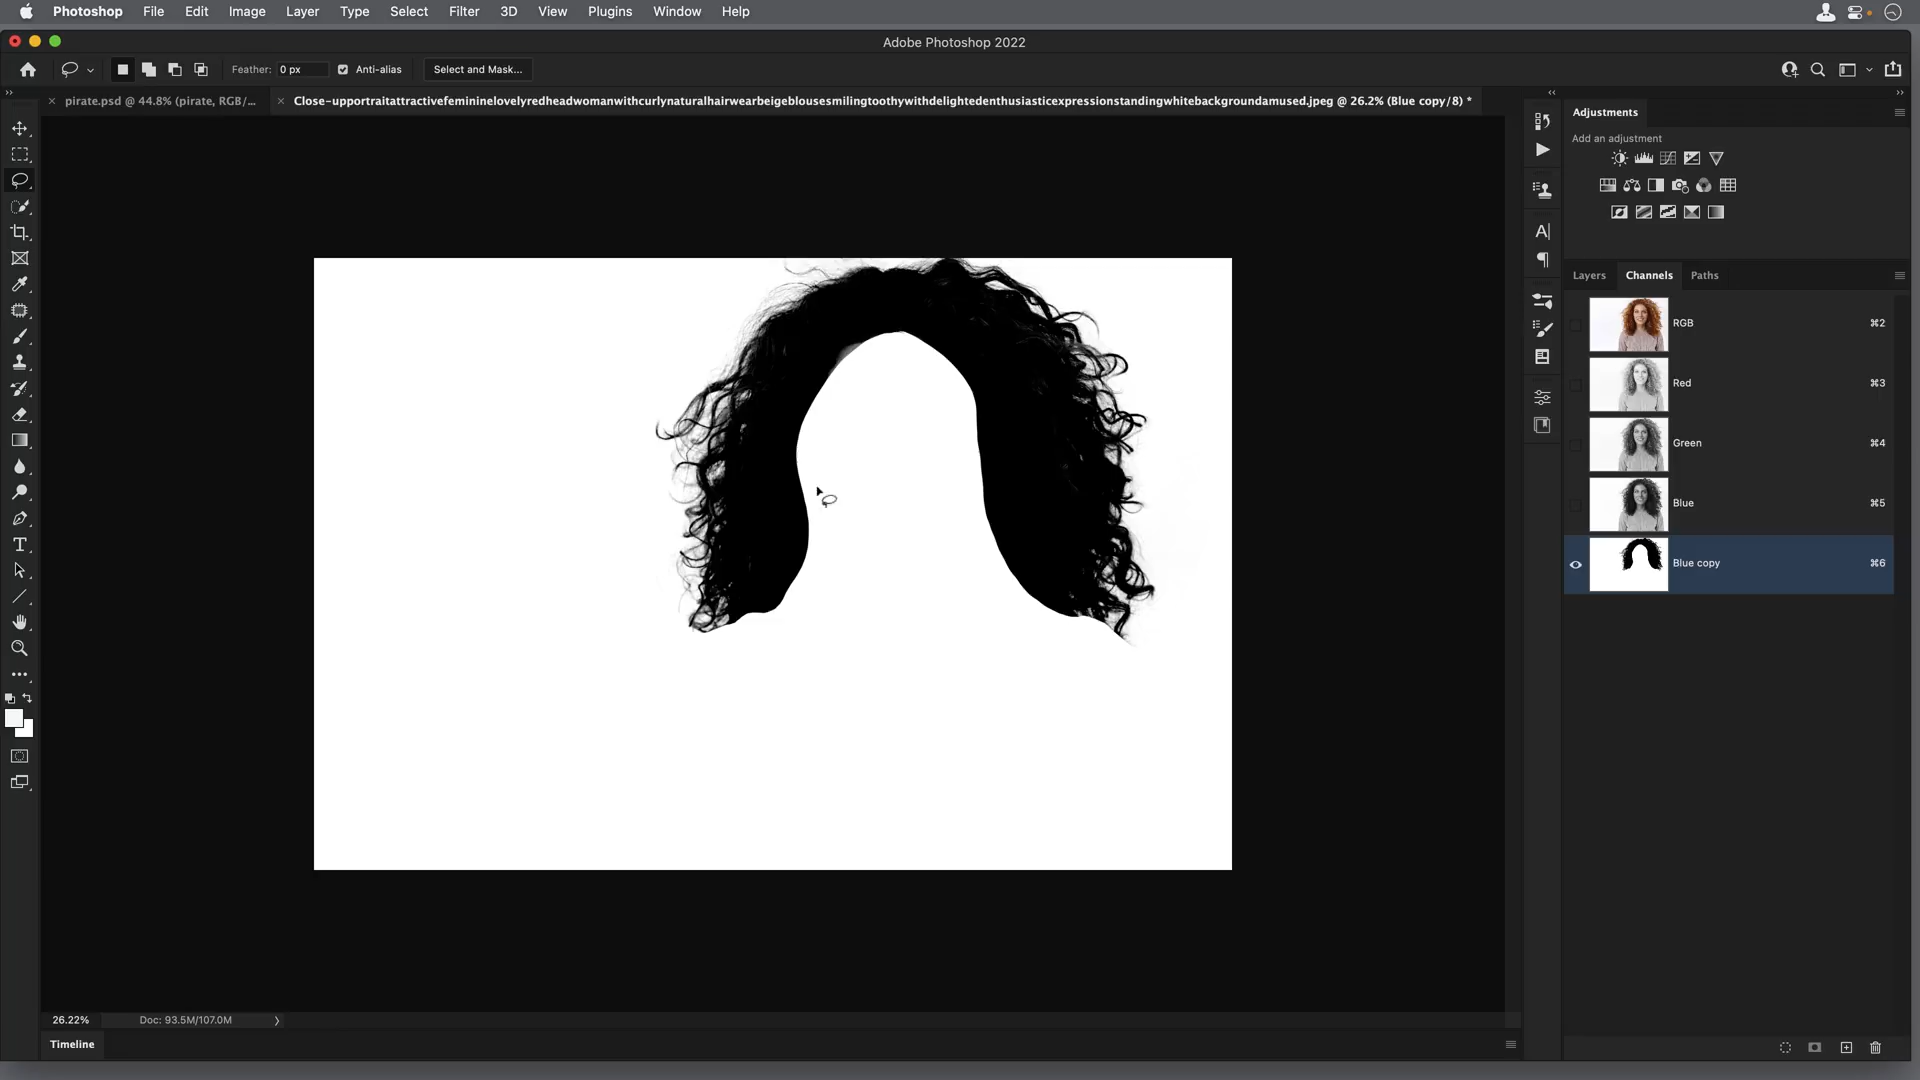 Photoshop File Edit Image Layer Type Select Filter 3D View Plugins Window Help
Adobe Photoshop 2022
Feather: 0 px Anti-alias Select and Mask...
pirate.psd @ 44.8% (pirate, RGB/... Close-upportraitattractivefemininelovelyredheadwomanwithcurlynaturalhairwearbeigeblousesmilingtoothywithdelightedenthusiasticexpressionstandingwhitebackgroundamused.jpeg @ 26.2% (Blue copy/8) *
Adjustments
Add an adjustment
Layers Channels Paths
RGB ⌘2
Red ⌘3
Green ⌘4
Blue ⌘5
Blue copy ⌘6
26.22% Doc: 93.5M/107.0M
Timeline